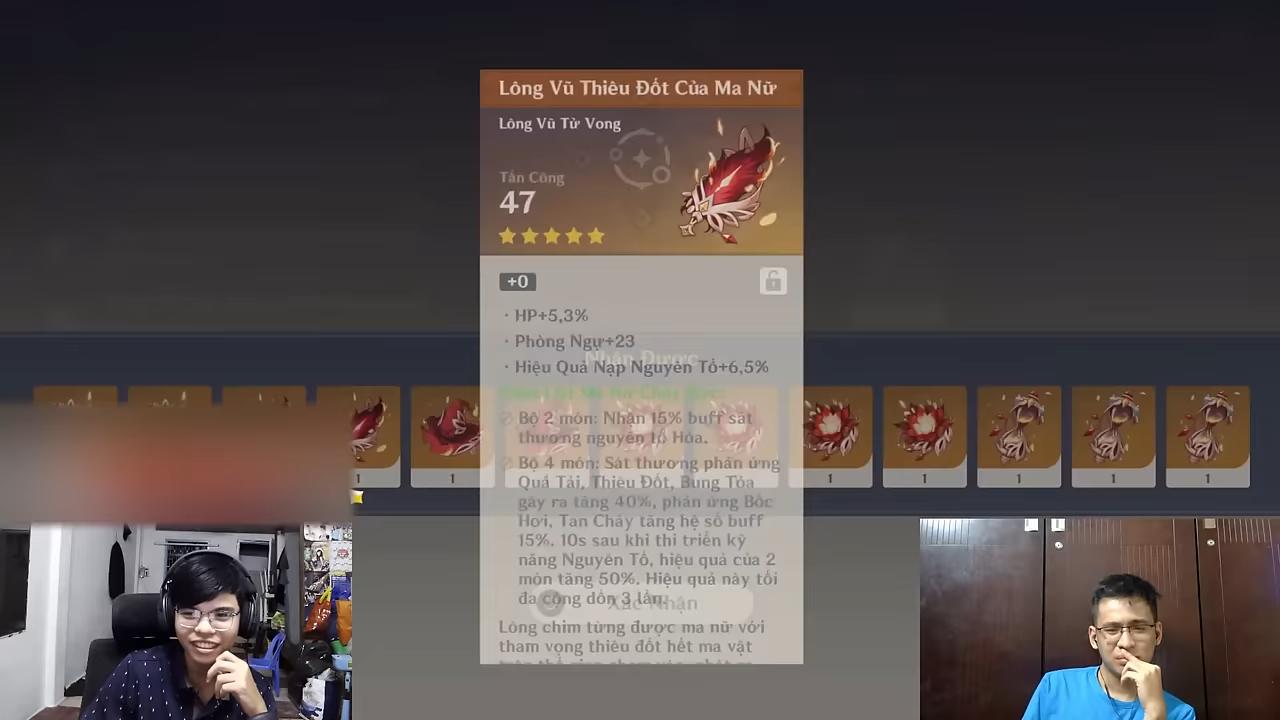 Lông Vũ Thiêu Đốt Của Ma Nữ
Lông Vũ Tử Vong
Tấn Công
47
+0
· HP+5,3%
· Phòng Ngự+23
Nhận Được
· Hiệu Quả Nạp Nguyên Tố+6,5%
Bộ 2 món: Nhận 15% buff sát
thương nguyên tố Hỏa.
Bộ 4 món: Sát thương phản ứng
Quá Tải, Thiêu Đốt, Bung Tỏa
gây ra tăng 40%, phản ứng Bốc
Hơi, Tan Chảy tăng hệ số buff
15%. 10s sau khi thi triển kỹ
năng Nguyên Tố, hiệu quả của 2
món tăng 50%. Hiệu quả này tối
đa cộng dồn 3 lần.
Xác Nhận
Lông chim từng được ma nữ với
tham vọng thiêu đốt hết ma vật
1 1 1 1 1 1 1